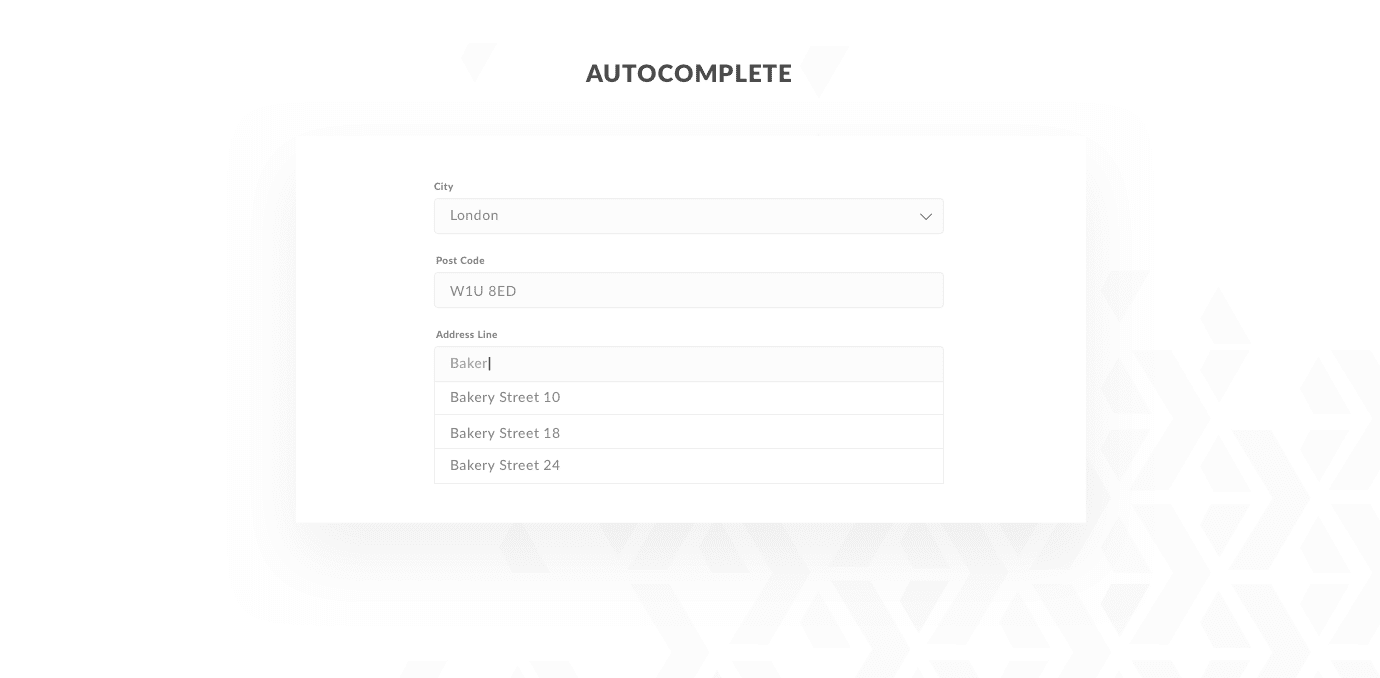 AUTOCOMPLETE
City
London
Post Code
W1U 8ED
Address Line
Baker
Bakery Street 10
Bakery Street 18
Bakery Street 24